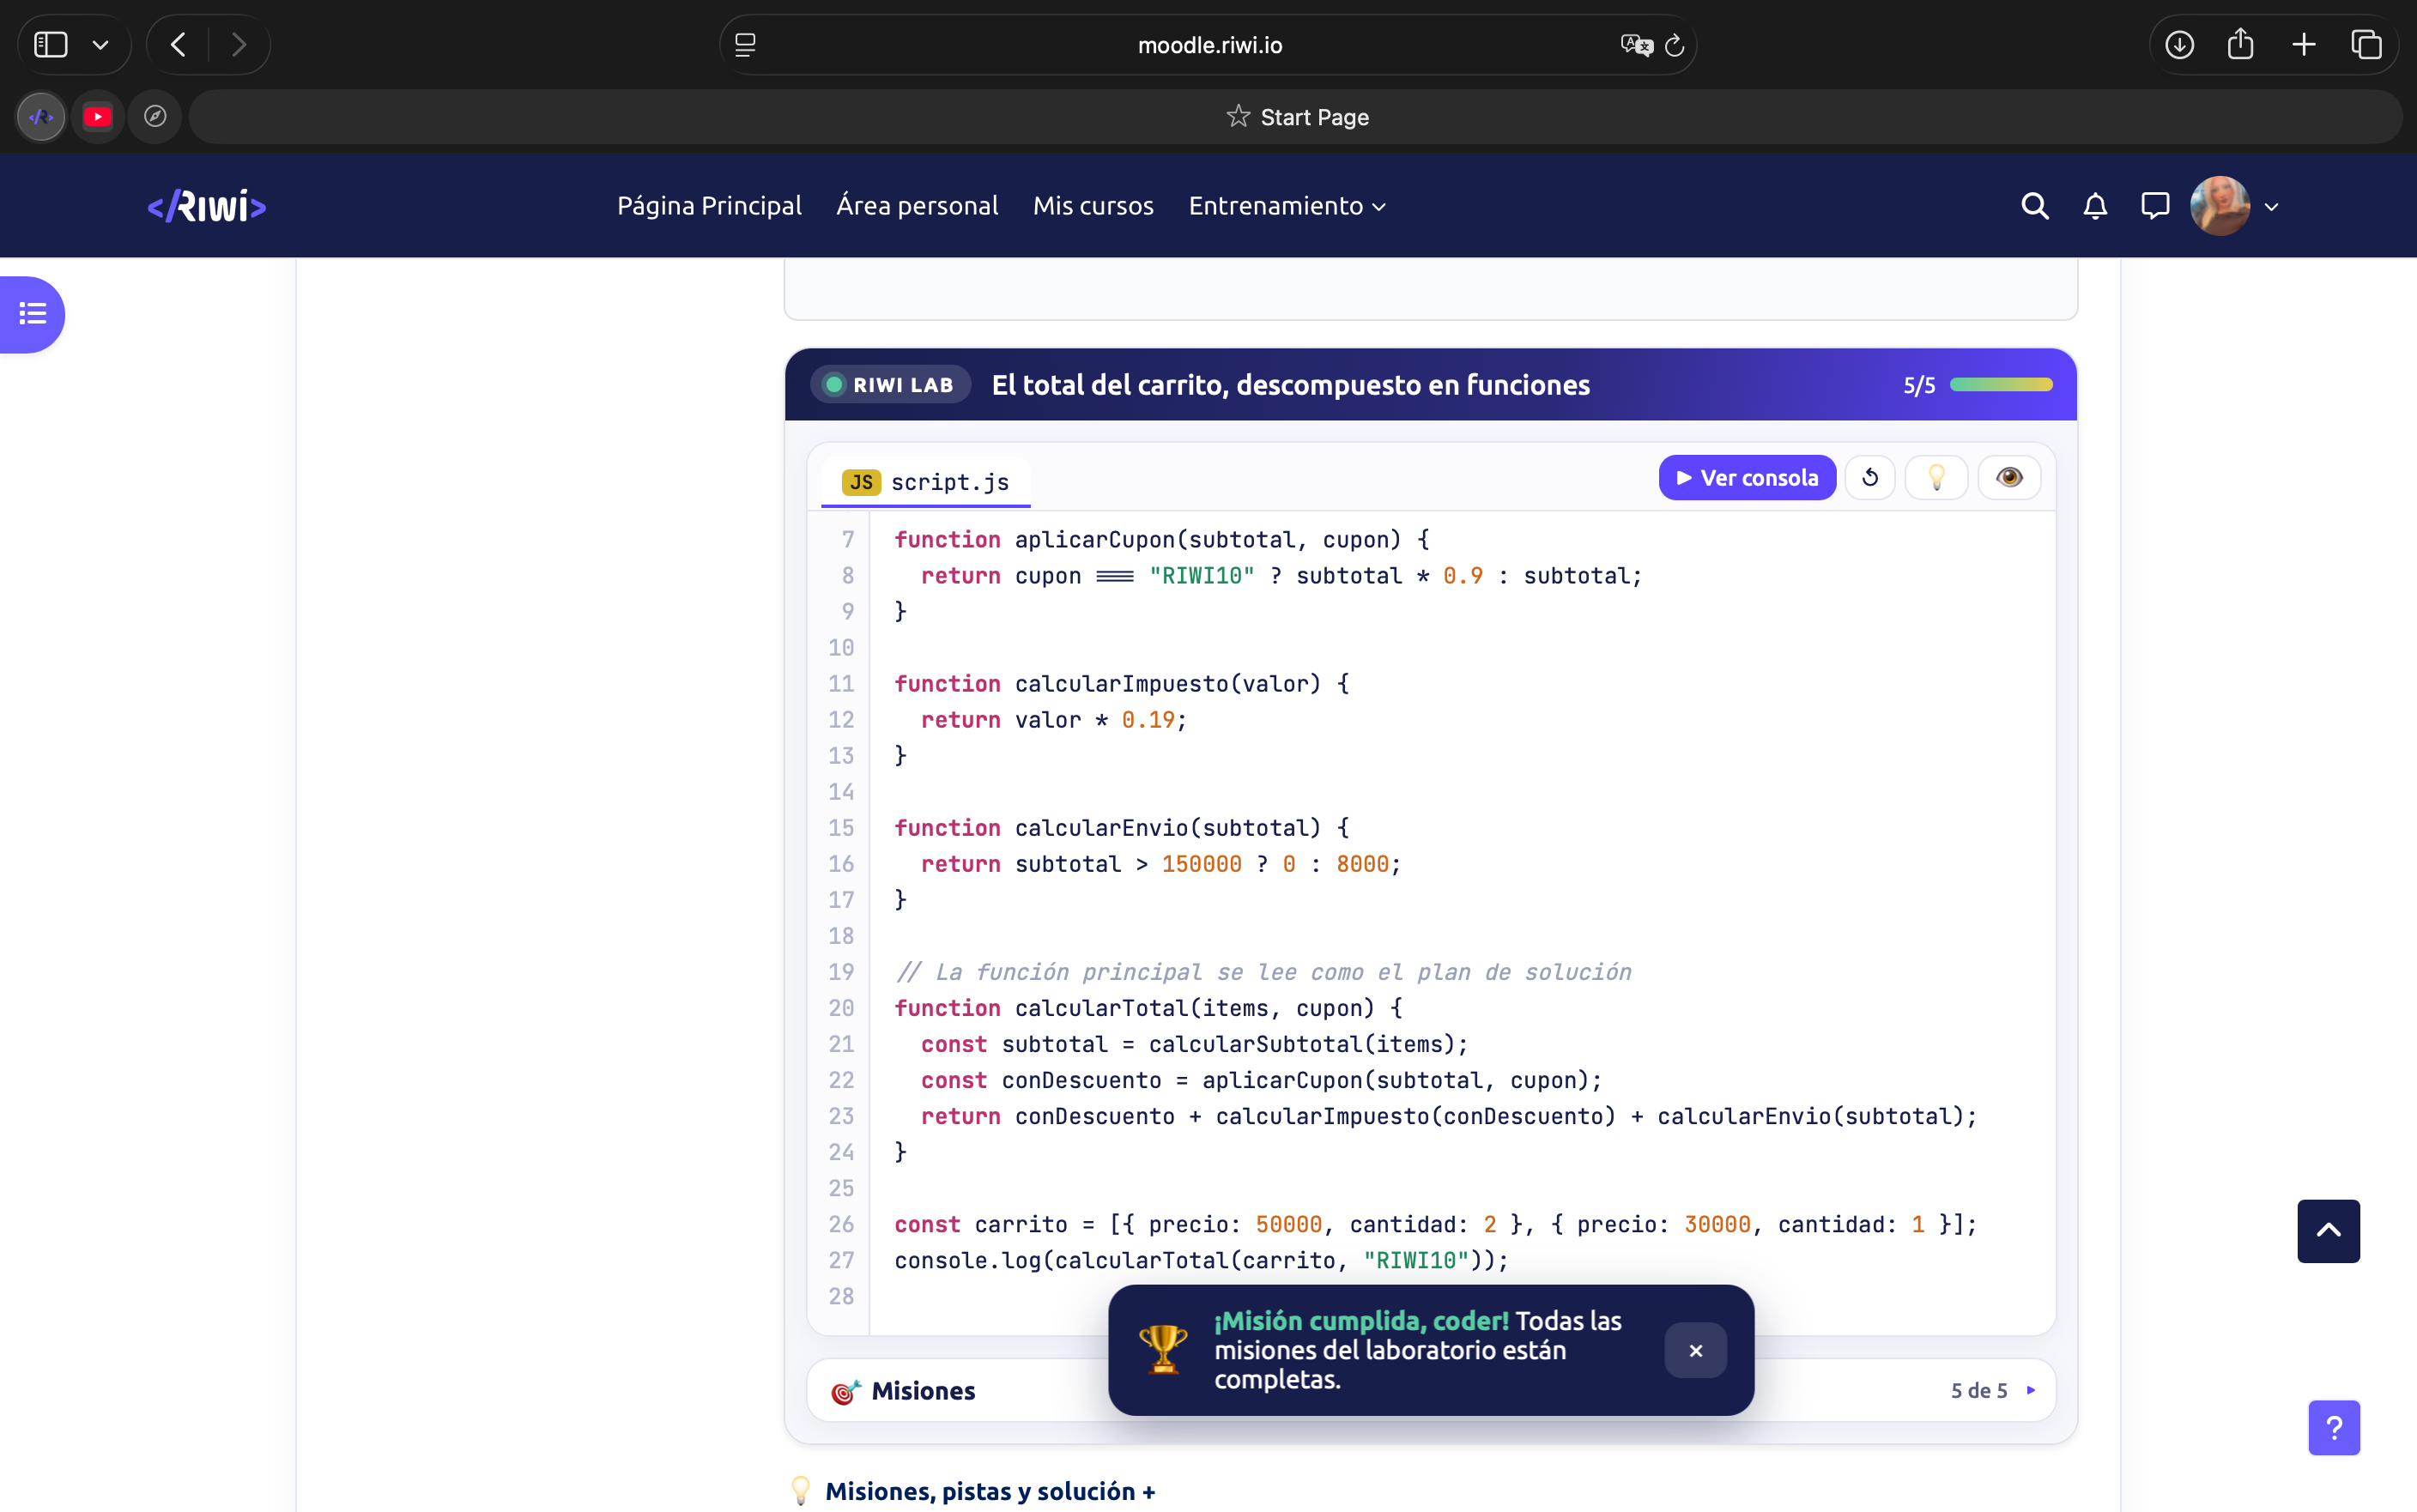 moodle.riwi.io
Start Page
</Riwi>
Página Principal
Área personal
Mis cursos
Entrenamiento
RIWI LAB
El total del carrito, descompuesto en funciones
5/5
JS script.js
Ver consola
7 function aplicarCupon(subtotal, cupon) {
8 return cupon === "RIWI10" ? subtotal * 0.9 : subtotal;
9 }
10
11 function calcularImpuesto(valor) {
12 return valor * 0.19;
13 }
14
15 function calcularEnvio(subtotal) {
16 return subtotal > 150000 ? 0 : 8000;
17 }
18
19 // La función principal se lee como el plan de solución
20 function calcularTotal(items, cupon) {
21 const subtotal = calcularSubtotal(items);
22 const conDescuento = aplicarCupon(subtotal, cupon);
23 return conDescuento + calcularImpuesto(conDescuento) + calcularEnvio(subtotal);
24 }
25
26 const carrito = [{ precio: 50000, cantidad: 2 }, { precio: 30000, cantidad: 1 }];
27 console.log(calcularTotal(carrito, "RIWI10"));
28
¡Misión cumplida, coder! Todas las
misiones del laboratorio están
completas.
×
Misiones
5 de 5
?
Misiones, pistas y solución +